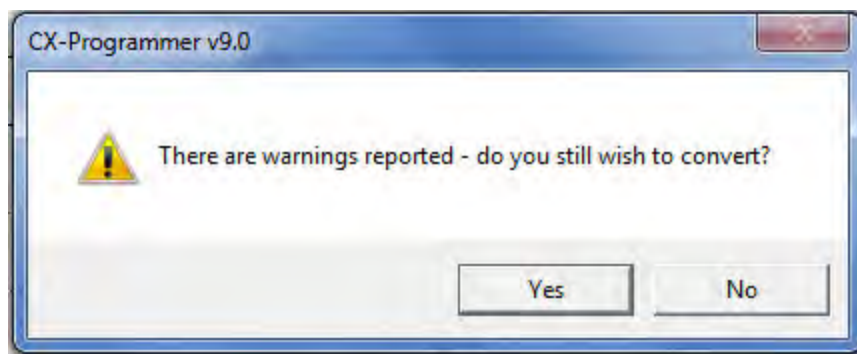 CX-Programmer v9.0
There are warnings reported - do you still wish to convert?
Yes
No